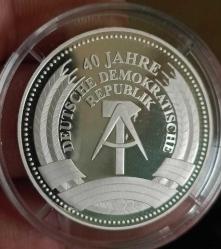 40 JAHRE
DEUTSCHE DEMOKRATISCHE
REPUBLIK